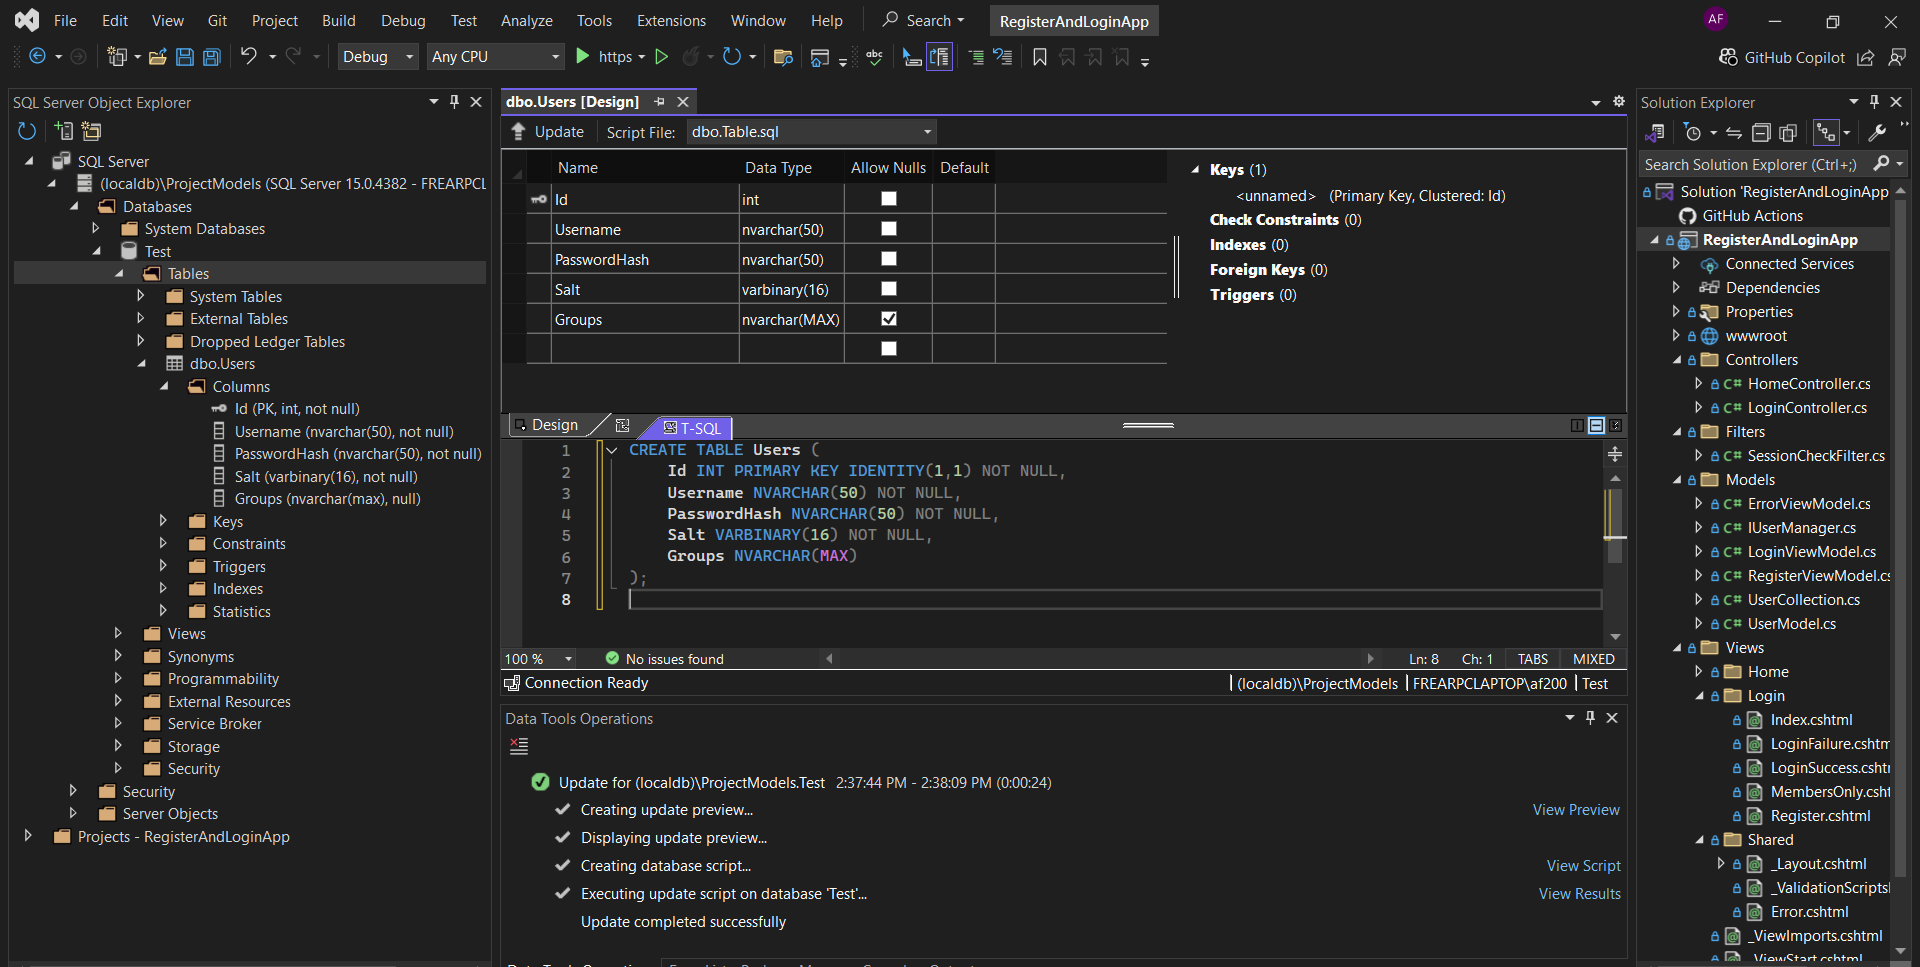 File Edit View Git Project Build Debug Test Analyze Tools Extensions Window Help Search RegisterAndLoginApp AF
Debug Any CPU https abc GitHub Copilot
SQL Server Object Explorer
SQL Server
(localdb)\ProjectModels (SQL Server 15.0.4382 - FREARPCL
Databases
System Databases
Test
Tables
System Tables
External Tables
Dropped Ledger Tables
dbo.Users
Columns
Id (PK, int, not null)
Username (nvarchar(50), not null)
PasswordHash (nvarchar(50), not null)
Salt (varbinary(16), not null)
Groups (nvarchar(max), null)
Keys
Constraints
Triggers
Indexes
Statistics
Views
Synonyms
Programmability
External Resources
Service Broker
Storage
Security
Security
Server Objects
Projects - RegisterAndLoginApp
dbo.Users [Design]
Update Script File: dbo.Table.sql
Name Data Type Allow Nulls Default
Id int
Username nvarchar(50)
PasswordHash nvarchar(50)
Salt varbinary(16)
Groups nvarchar(MAX)
Keys (1)
<unnamed> (Primary Key, Clustered: Id)
Check Constraints (0)
Indexes (0)
Foreign Keys (0)
Triggers (0)
Design T-SQL
1 CREATE TABLE Users (
2 Id INT PRIMARY KEY IDENTITY(1,1) NOT NULL,
3 Username NVARCHAR(50) NOT NULL,
4 PasswordHash NVARCHAR(50) NOT NULL,
5 Salt VARBINARY(16) NOT NULL,
6 Groups NVARCHAR(MAX)
7 );
8
100 % No issues found Ln: 8 Ch: 1 TABS MIXED
Connection Ready (localdb)\ProjectModels FREARPCLAPTOP\af200 Test
Data Tools Operations
Update for (localdb)\ProjectModels.Test 2:37:44 PM - 2:38:09 PM (0:00:24)
Creating update preview... View Preview
Displaying update preview...
Creating database script... View Script
Executing update script on database 'Test'... View Results
Update completed successfully
Solution Explorer
Search Solution Explorer (Ctrl+;)
Solution 'RegisterAndLoginApp
GitHub Actions
RegisterAndLoginApp
Connected Services
Dependencies
Properties
wwwroot
Controllers
C# HomeController.cs
C# LoginController.cs
Filters
C# SessionCheckFilter.cs
Models
C# ErrorViewModel.cs
C# IUserManager.cs
C# LoginViewModel.cs
C# RegisterViewModel.cs
C# UserCollection.cs
C# UserModel.cs
Views
Home
Login
Index.cshtml
LoginFailure.cshtm
LoginSuccess.cshtm
MembersOnly.csht
Register.cshtml
Shared
_Layout.cshtml
_ValidationScripts
Error.cshtml
_ViewImports.cshtml
_ViewStart.cshtml